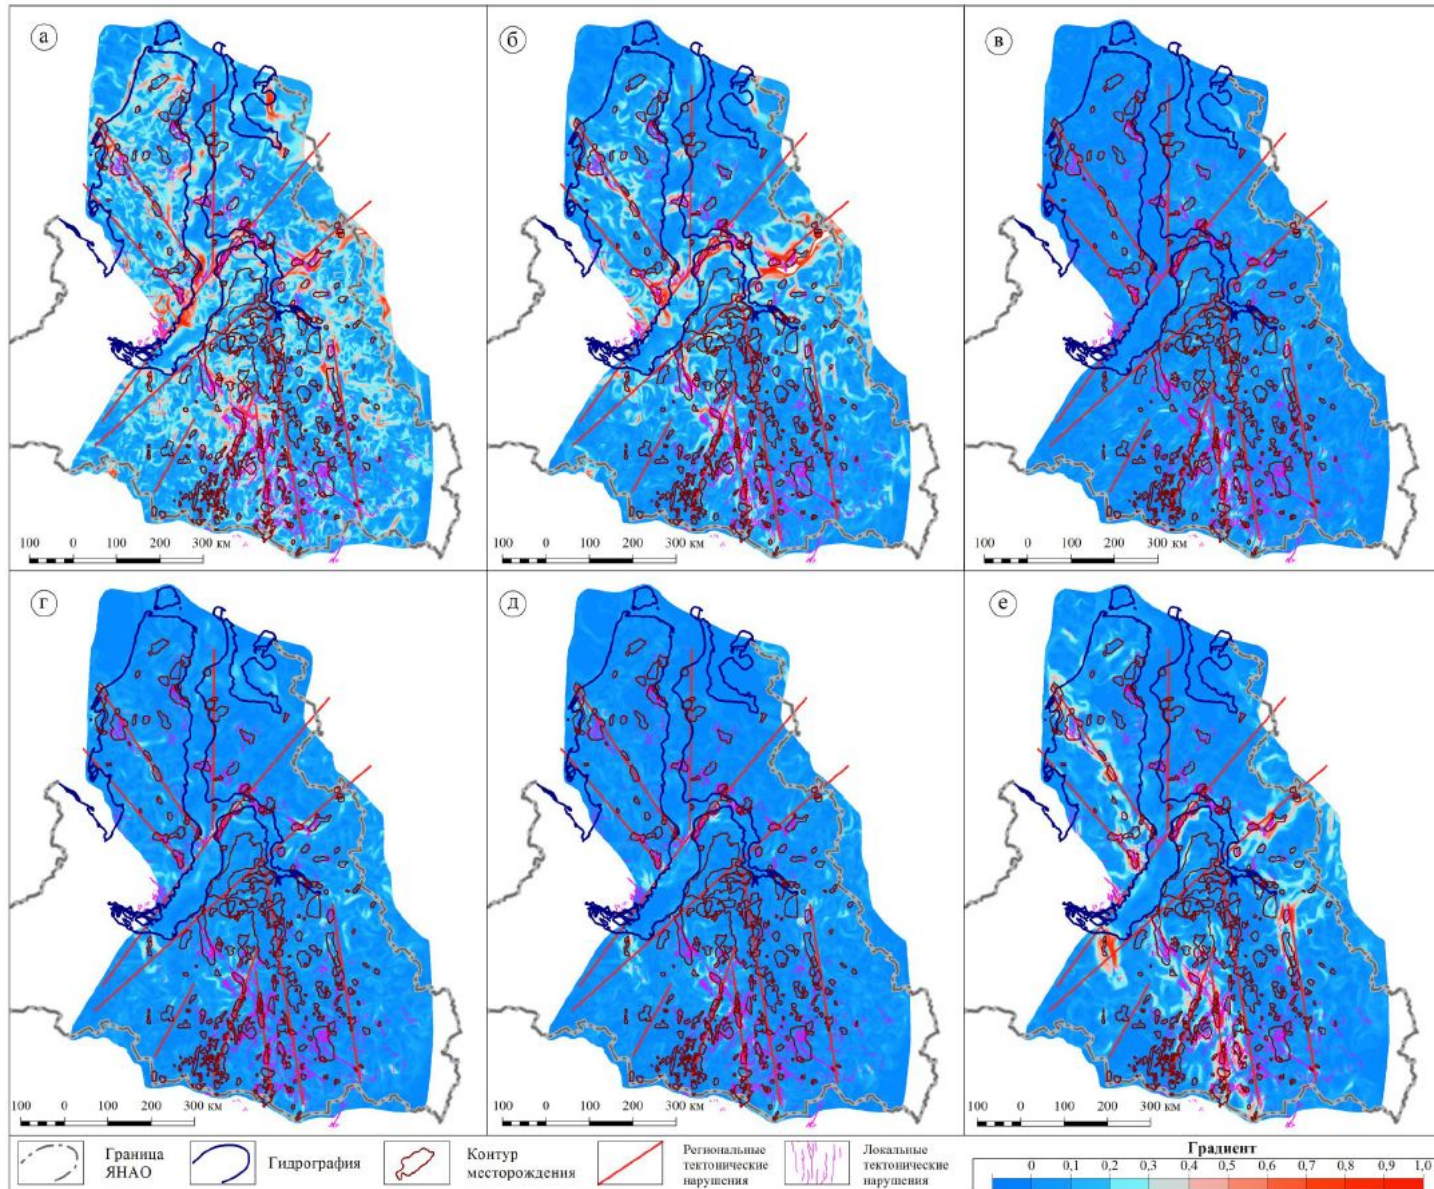 а
б
в
100 0 100 200 300 км
100 0 100 200 300 км
100 0 100 200 300 км
г
д
е
100 0 100 200 300 км
100 0 100 200 300 км
100 0 100 200 300 км
Граница
ЯНАО
Гидрография
Контур
месторождения
Региональные
тектонические
нарушения
Локальные
тектонические
нарушения
Градиент
0 0,1 0,2 0,3 0,4 0,5 0,6 0,7 0,8 0,9 1,0